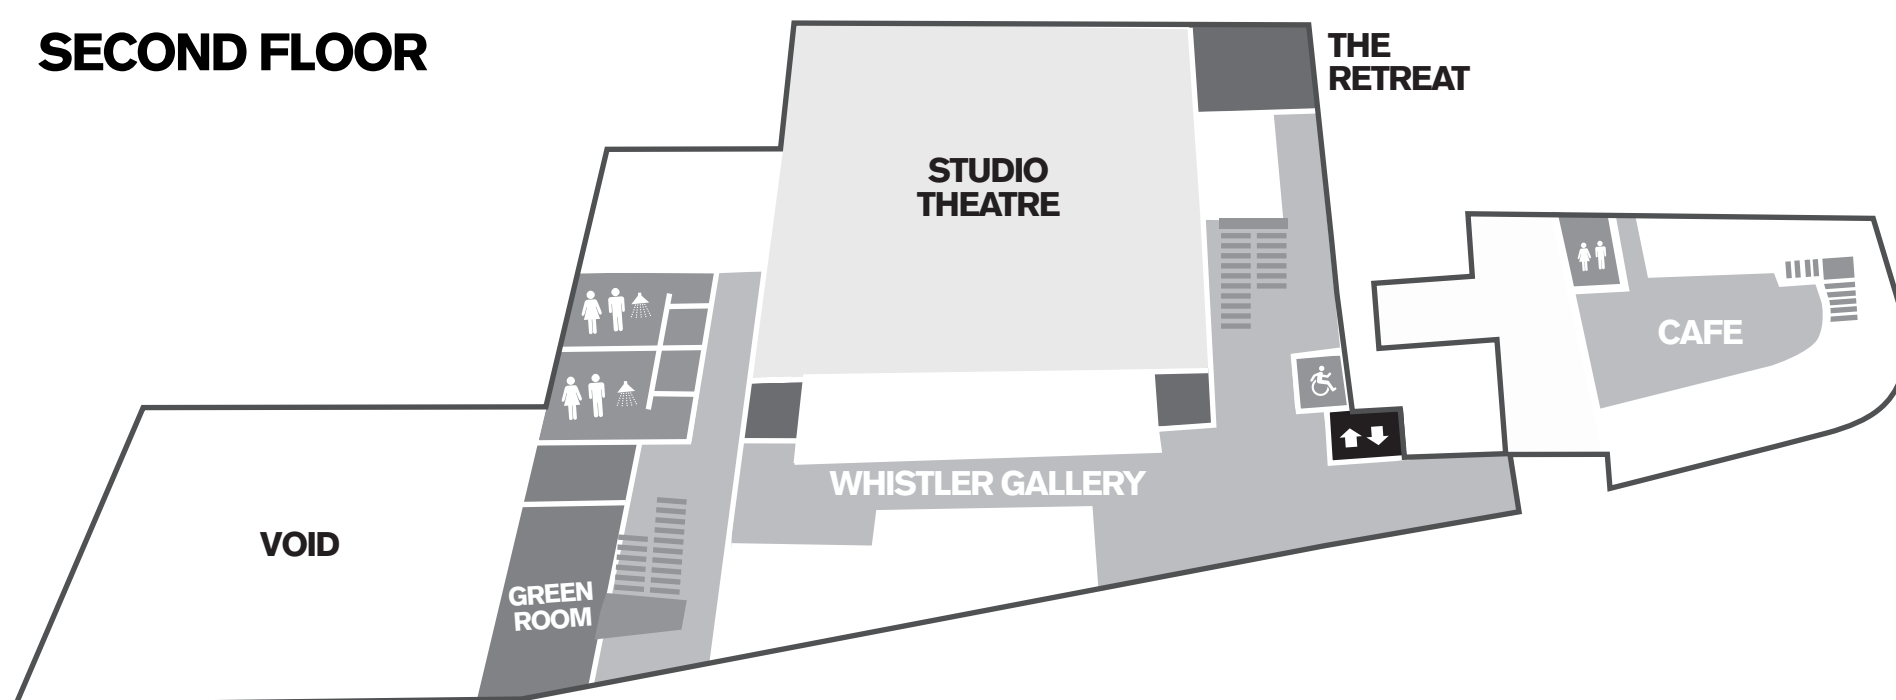 SECOND FLOOR
THE
RETREAT
STUDIO
THEATRE
CAFE
WHISTLER GALLERY
VOID
GREEN
ROOM